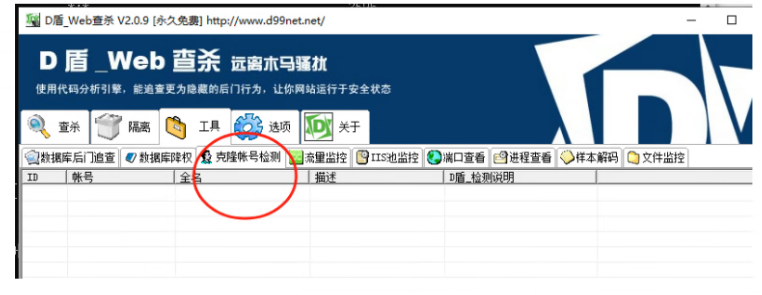 D盾_Web查杀 V2.0.9 [永久免费] http://www.d99net.net/
D盾 _Web 查杀 远离木马骚扰
使用代码分析引擎，能追查更为隐藏的后门行为，让你网站运行于安全状态
查杀 隔离 工具 选项 D 关于
数据库后门追查 数据库降权 克隆帐号检测 流量监控 IIS池监控 端口查看 进程查看 样本解码 文件监控
ID 帐号 全名 描述 D盾_检测说明